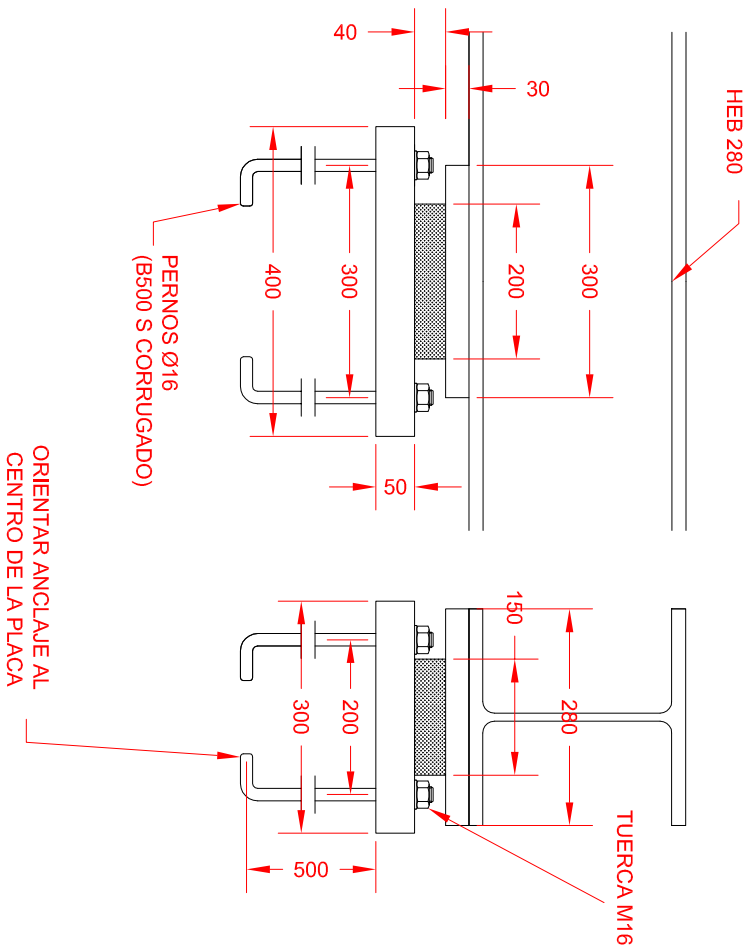 HEB 280
40
30
300
200
300
400
50
PERNOS Ø16
(B500 S CORRUGADO)
150
280
200
300
500
TUERCA M16
ORIENTAR ANCLAJE AL
CENTRO DE LA PLACA